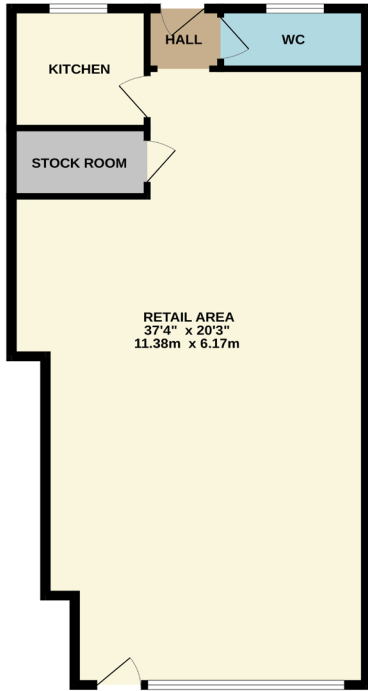 HALL
WC
KITCHEN
STOCK ROOM
RETAIL AREA
37'4" x 20'3"
11.38m x 6.17m